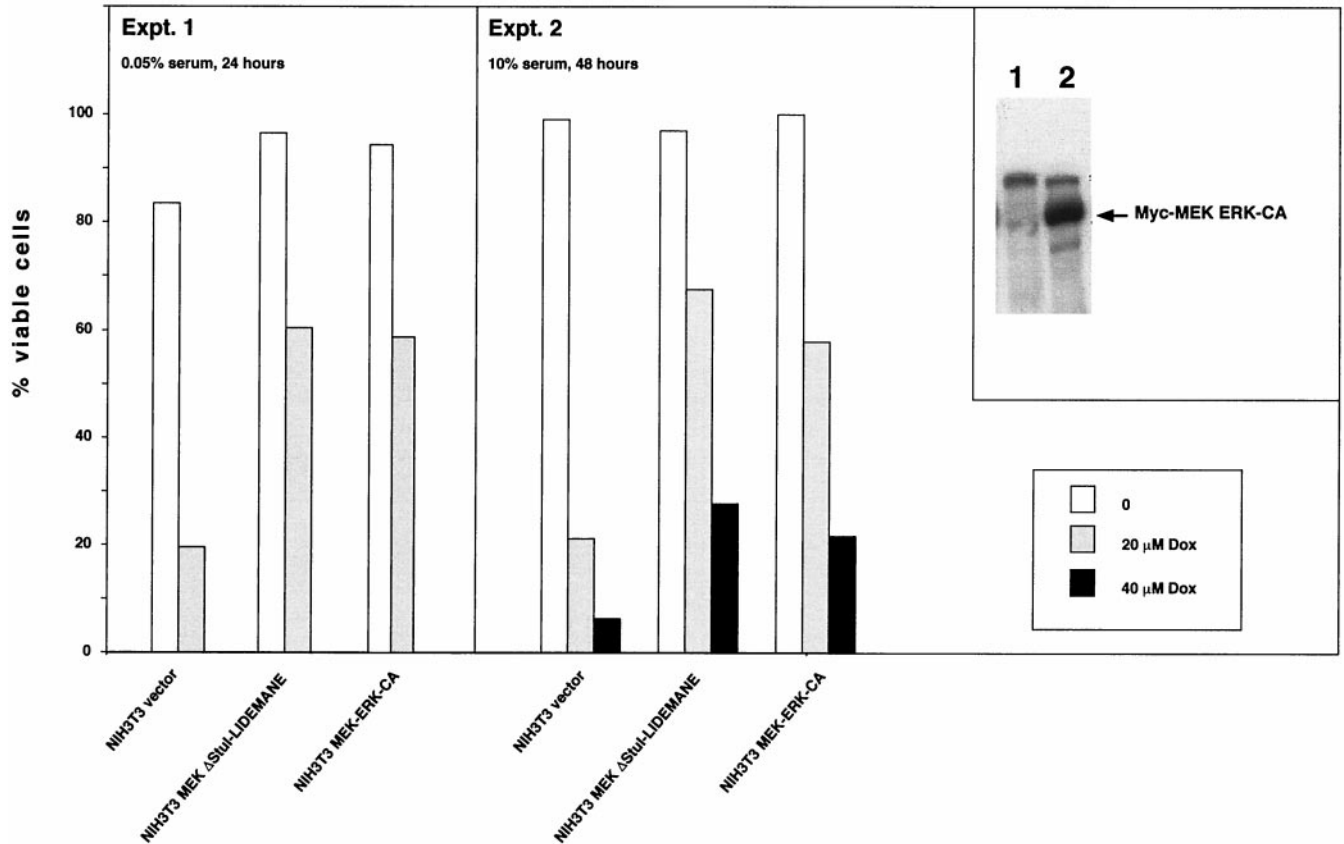 Expt. 1
0.05% serum, 24 hours
Expt. 2
10% serum, 48 hours
1 2
Myc-MEK ERK-CA
% viable cells
100
80
60
40
20
0
0
20 μM Dox
40 μM Dox
NIH3T3 vector
NIH3T3 MEK ΔStuI-LIDEMANE
NIH3T3 MEK-ERK-CA
NIH3T3 vector
NIH3T3 MEK ΔStuI-LIDEMANE
NIH3T3 MEK-ERK-CA